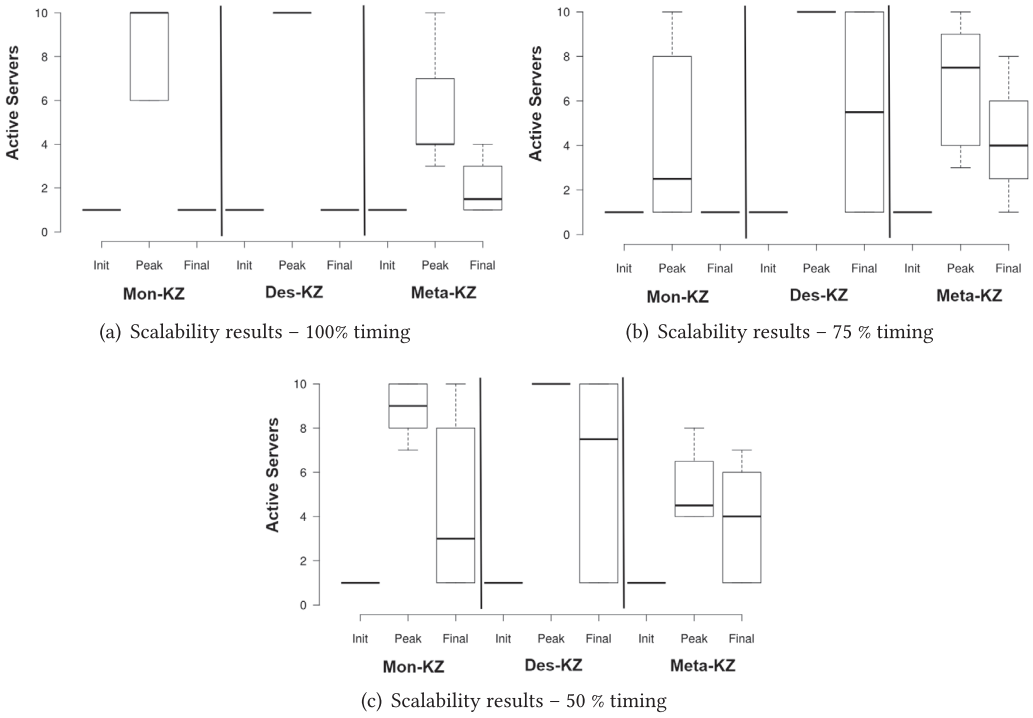 Active Servers
10
8
6
4
2
0
Init Peak Final Init Peak Final Init Peak Final
Mon-KZ Des-KZ Meta-KZ
(a) Scalability results – 100% timing
Active Servers
10
8
6
4
2
0
Init Peak Final Init Peak Final Init Peak Final
Mon-KZ Des-KZ Meta-KZ
(b) Scalability results – 75 % timing
Active Servers
10
8
6
4
2
0
Init Peak Final Init Peak Final Init Peak Final
Mon-KZ Des-KZ Meta-KZ
(c) Scalability results – 50 % timing